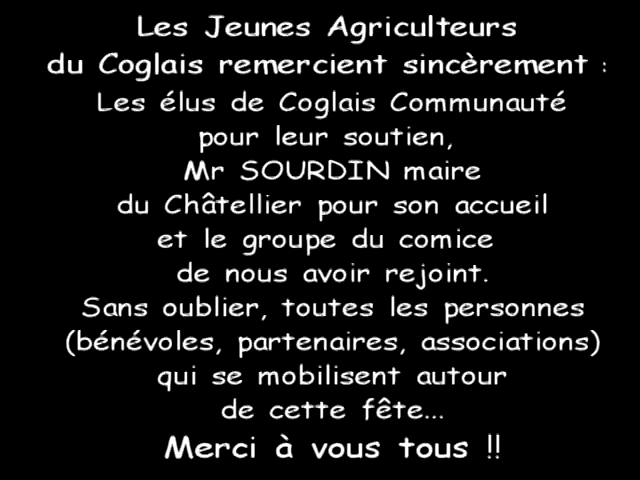 Les Jeunes Agriculteurs
du Coglais remercient sincèrement :
Les élus de Coglais Communauté
pour leur soutien,
Mr SOURDIN maire
du Châtellier pour son accueil
et le groupe du comice
de nous avoir rejoint.
Sans oublier, toutes les personnes
(bénévoles, partenaires, associations)
qui se mobilisent autour
de cette fête...
Merci à vous tous !!